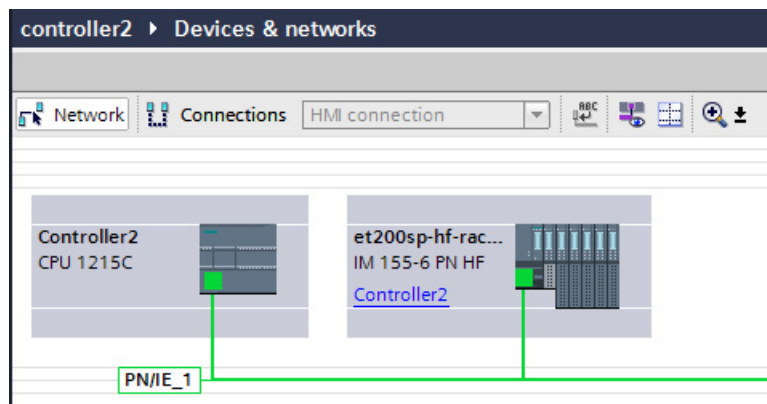 controller2 ▸ Devices & networks
Network Connections HMI connection
ABC
Controller2
CPU 1215C
et200sp-hf-rac...
IM 155-6 PN HF
Controller2
PN/IE_1